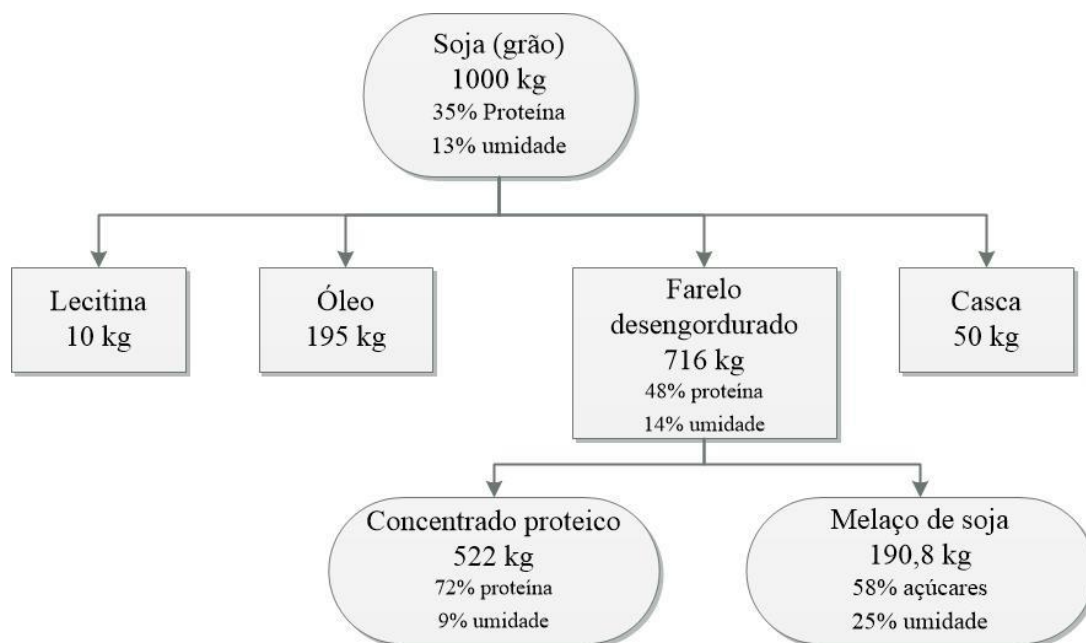 Soja (grão)
1000 kg
35% Proteína
13% umidade
Lecitina
10 kg
Óleo
195 kg
Farelo
desengordurado
716 kg
48% proteína
14% umidade
Casca
50 kg
Concentrado proteico
522 kg
72% proteína
9% umidade
Melaço de soja
190,8 kg
58% açúcares
25% umidade